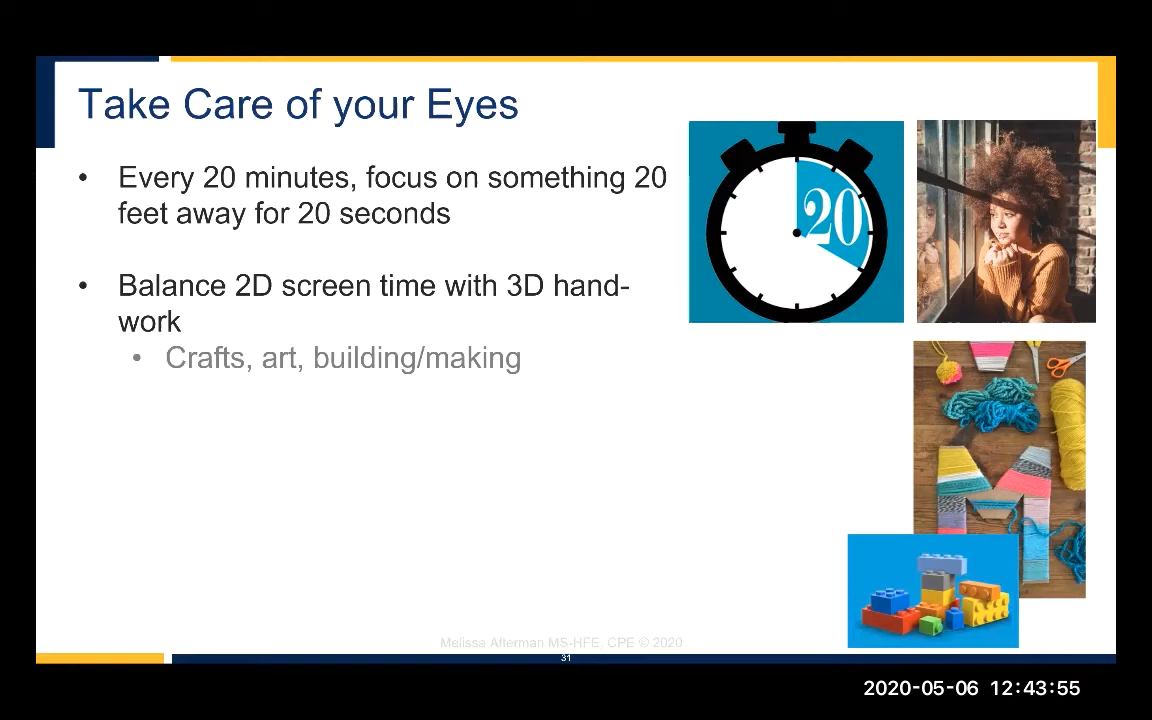 Take Care of your Eyes
• Every 20 minutes, focus on something 20
feet away for 20 seconds
20
• Balance 2D screen time with 3D hand-
work
• Crafts, art, building/making
Melissa Afterman MS-HFE, CPE © 2020
31
2020-05-06 12:43:55